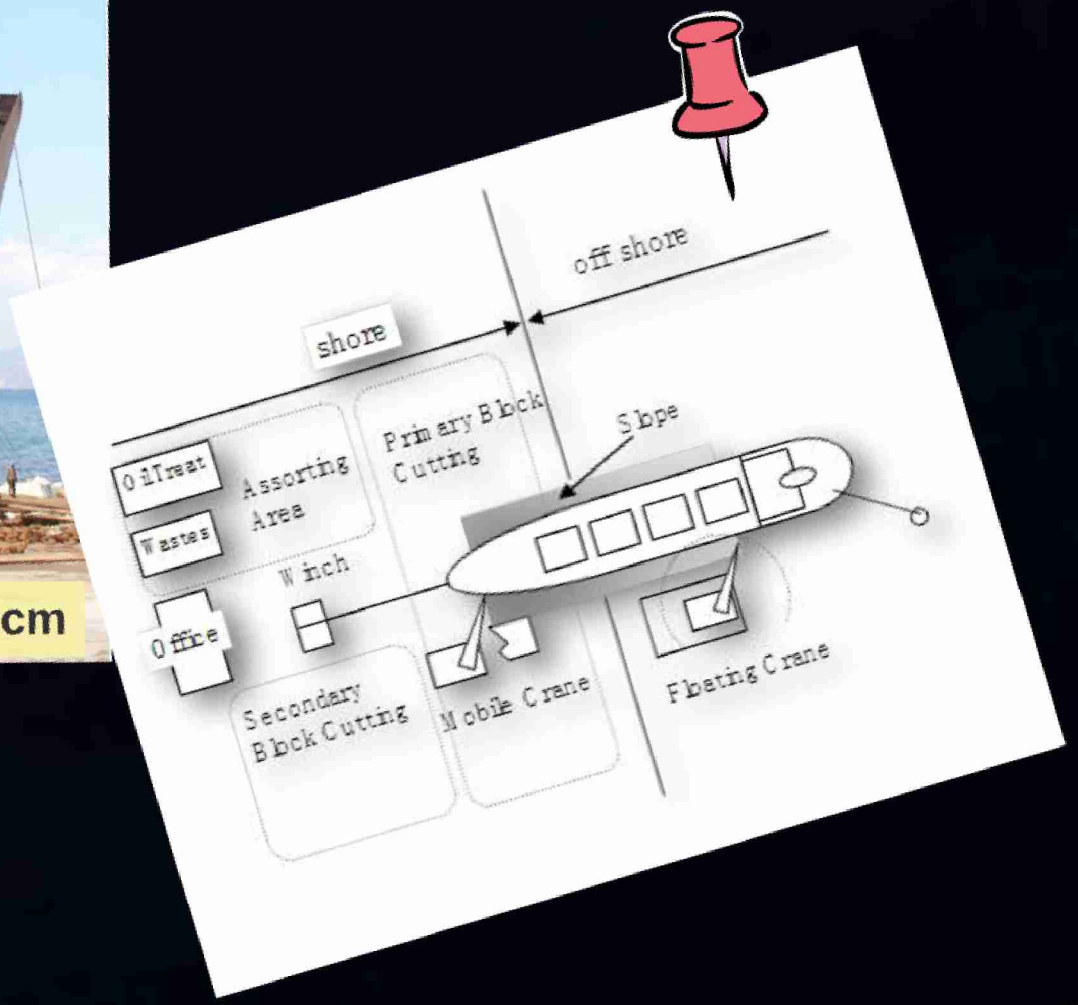 off shore
shore
Primary Block
Cutting
Slope
Oil Treat
Assorting
Area
Wastes
Winch
Office
cm
Secondary
Block Cutting
Mobile Crane
Floating Crane